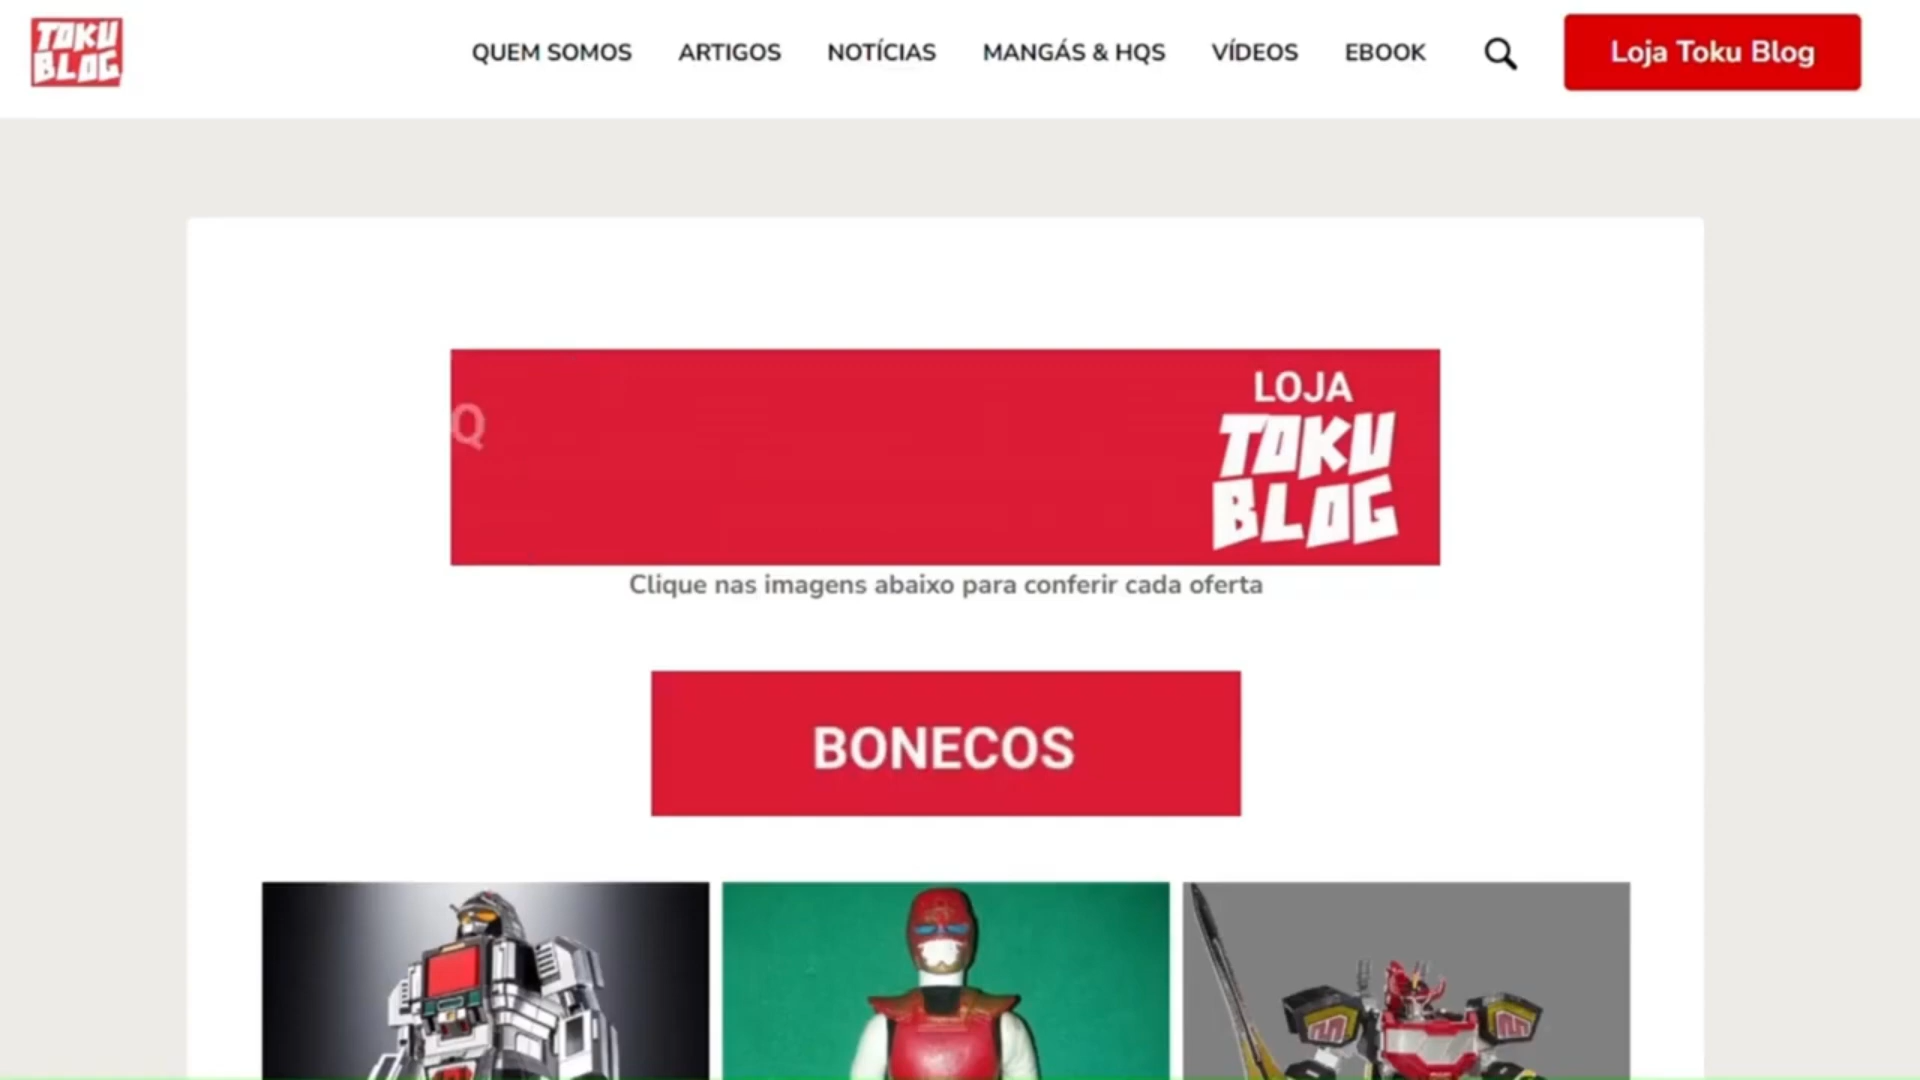 TOKU
BLOG
QUEM SOMOS
ARTIGOS
NOTÍCIAS
MANGÁS & HQS
VÍDEOS
EBOOK
Loja Toku Blog
Q
LOJA
TOKU
BLOG
Clique nas imagens abaixo para conferir cada oferta
BONECOS